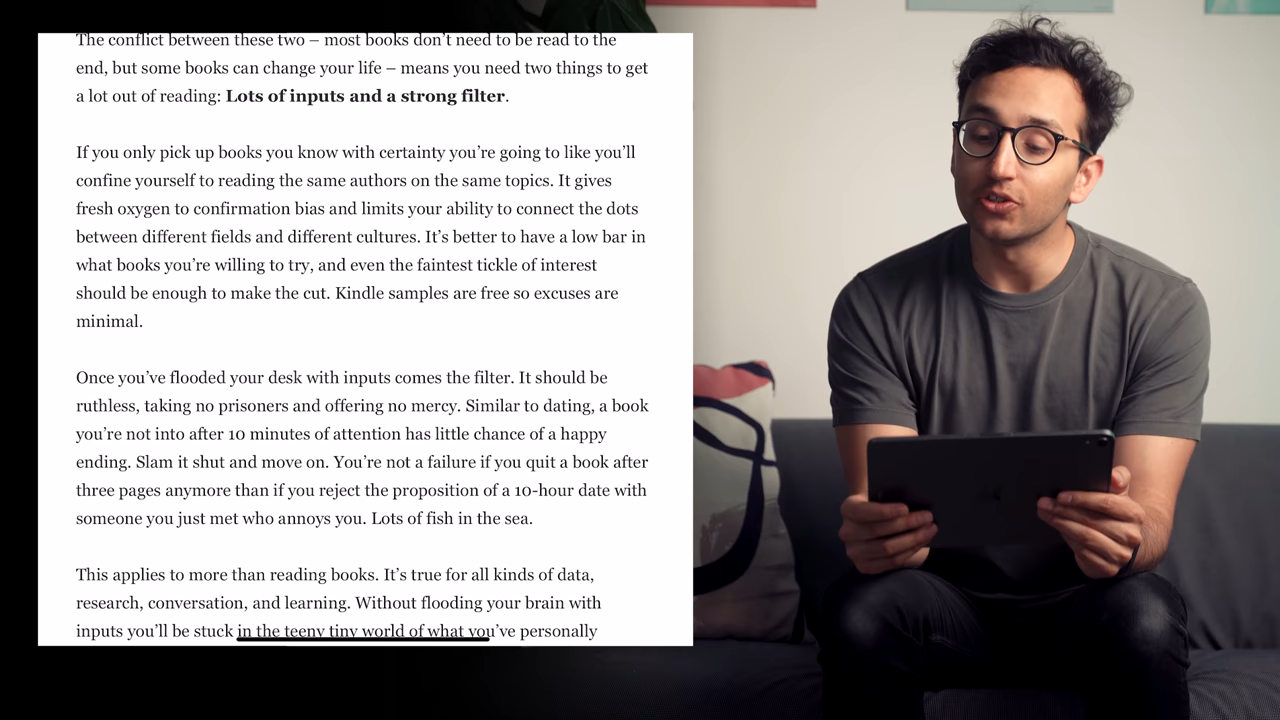 The conflict between these two – most books don’t need to be read to the
end, but some books can change your life – means you need two things to get
a lot out of reading: Lots of inputs and a strong filter.
If you only pick up books you know with certainty you’re going to like you’ll
confine yourself to reading the same authors on the same topics. It gives
fresh oxygen to confirmation bias and limits your ability to connect the dots
between different fields and different cultures. It’s better to have a low bar in
what books you’re willing to try, and even the faintest tickle of interest
should be enough to make the cut. Kindle samples are free so excuses are
minimal.
Once you’ve flooded your desk with inputs comes the filter. It should be
ruthless, taking no prisoners and offering no mercy. Similar to dating, a book
you’re not into after 10 minutes of attention has little chance of a happy
ending. Slam it shut and move on. You’re not a failure if you quit a book after
three pages anymore than if you reject the proposition of a 10-hour date with
someone you just met who annoys you. Lots of fish in the sea.
This applies to more than reading books. It’s true for all kinds of data,
research, conversation, and learning. Without flooding your brain with
inputs you’ll be stuck in the teeny tiny world of what you’ve personally